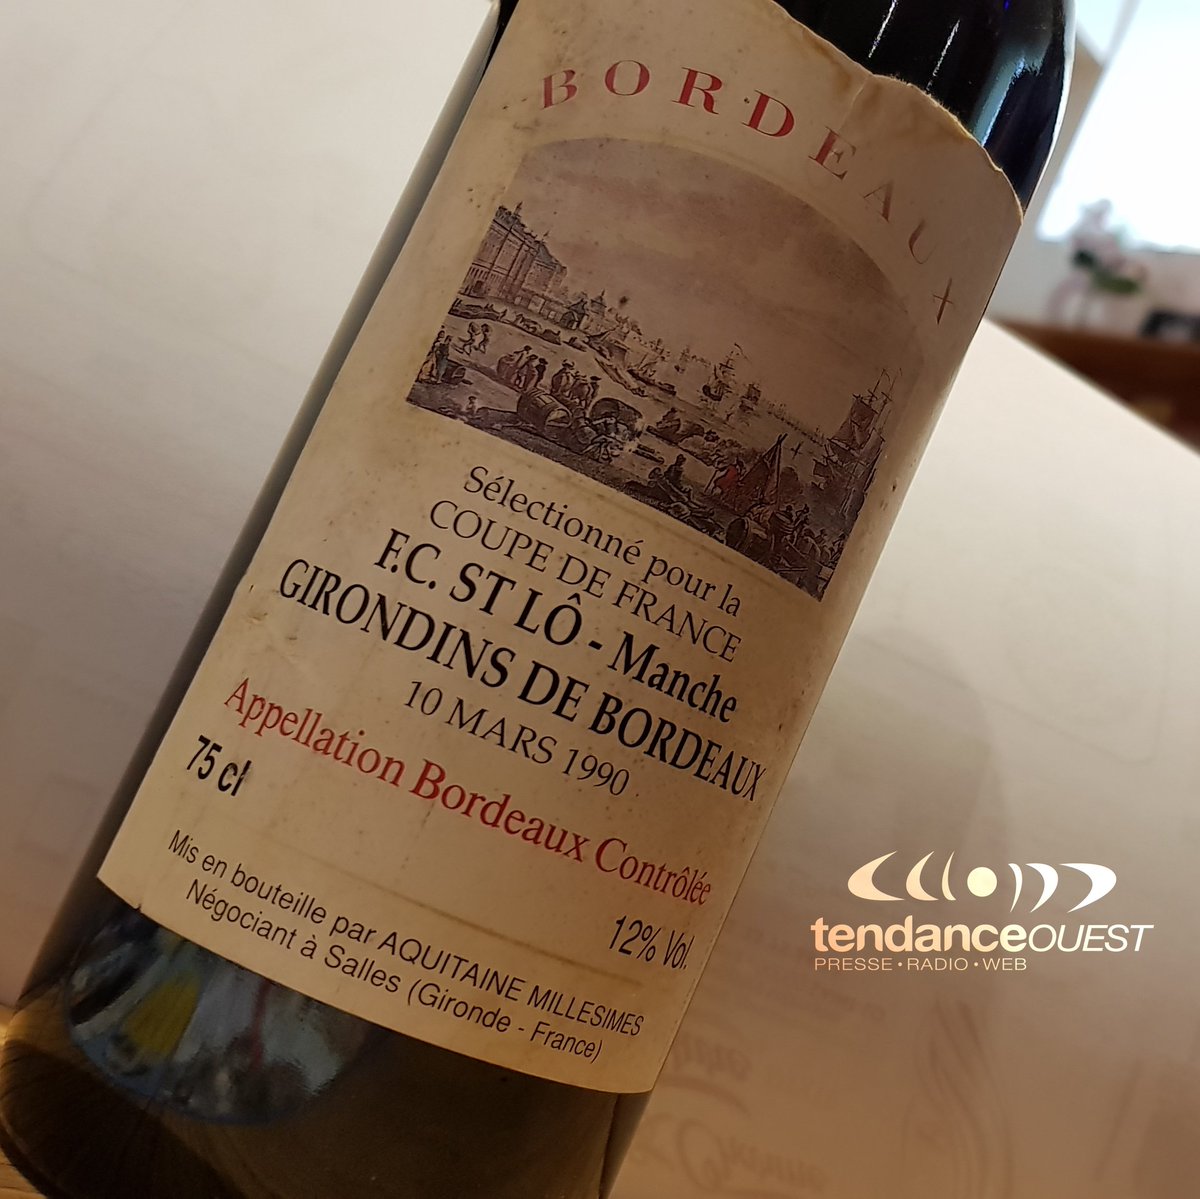 BORDEAUX
Sélectionné pour la
COUPE DE FRANCE
F.C. ST LÔ - Manche
GIRONDINS DE BORDEAUX
10 MARS 1990
Appellation Bordeaux Contrôlée
75 cl
12% Vol.
Mis en bouteille par AQUITAINE MILLESIMES
Négociant à Salles (Gironde - France)
tendanceOUEST
PRESSE • RADIO • WEB